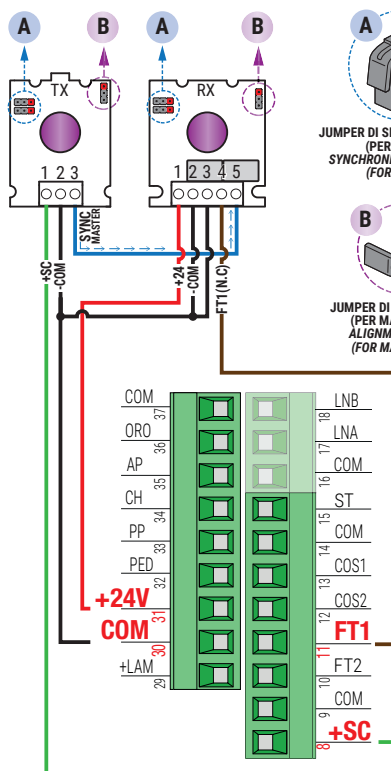 A B A B A
TX RX
1 2 3 1 2 3 4 5
JUMPER DI
(PER
(FOR
SYNC
MASTER
+SC
-COM
+24
-COM
FT1(N.C)
B
JUMPER DI
(PER
(FOR
COM 37
ORO 36
AP 35
CH 34
PP 33
PED 32
+24V 31
COM 30
+LAM 29
LNB 18
LNA 17
COM 16
ST 15
COM 14
COS1 13
COS2 12
FT1 11
FT2 10
COM 9
+SC 8